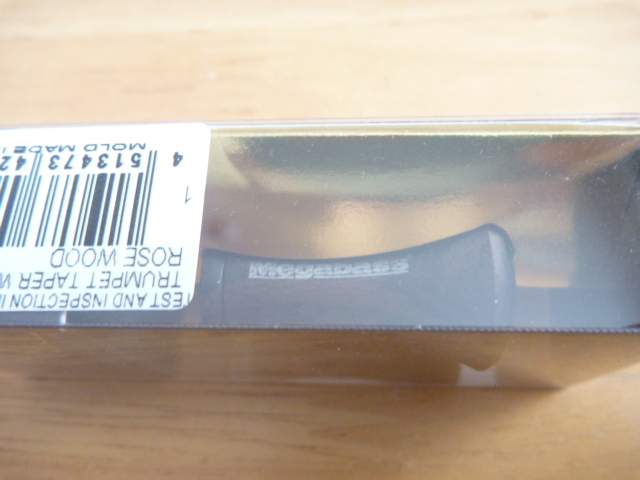 TEST AND INSPECTION I
TRUMPET TAPER W
ROSE WOOD
1
4 513473 42
MOLD MADE
Megabass